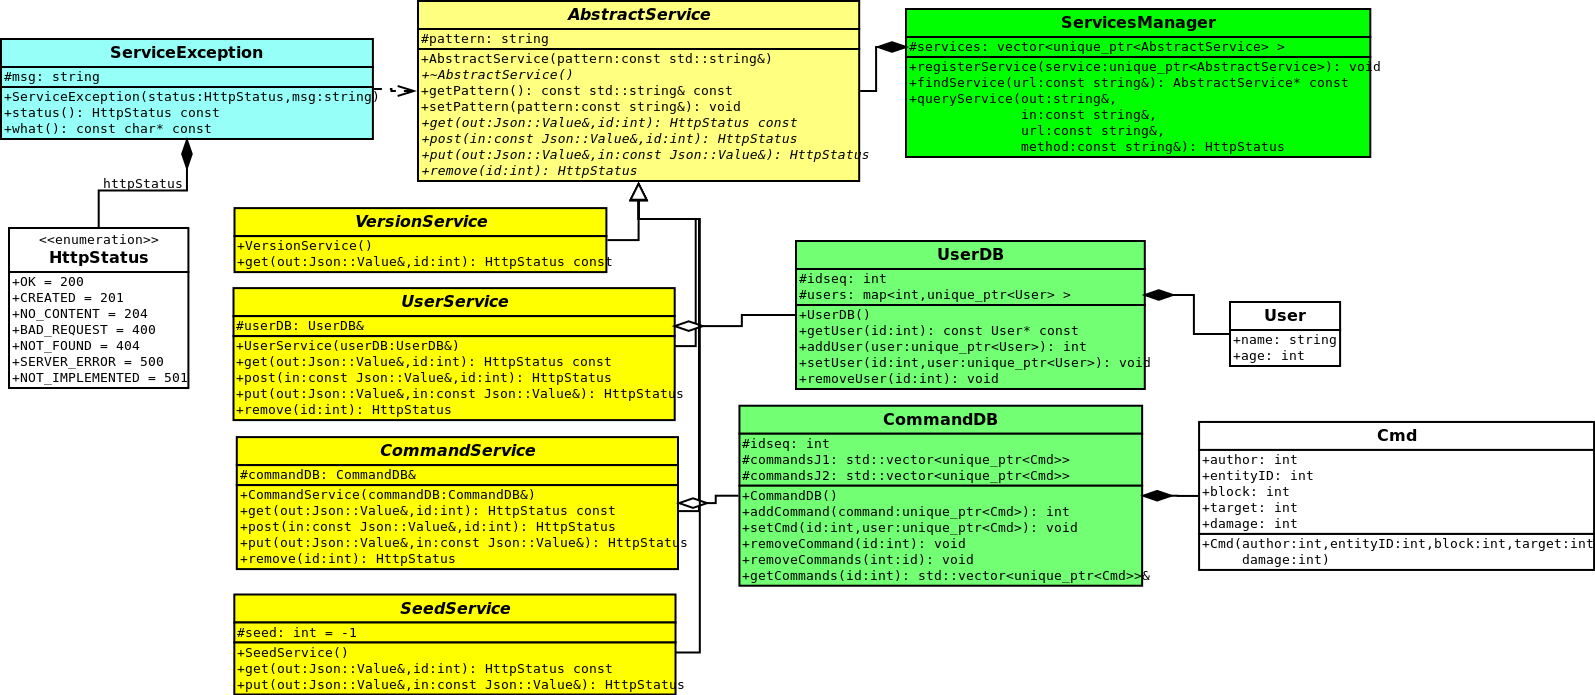 ServiceException
#msg: string
+ServiceException(status:HttpStatus,msg:string)
+status(): HttpStatus const
+what(): const char* const
AbstractService
#pattern: string
+AbstractService(pattern:const std::string&)
+~AbstractService()
+getPattern(): const std::string& const
+setPattern(pattern:const string&): void
+get(out:Json::Value&,id:int): HttpStatus const
+post(in:const Json::Value&,id:int): HttpStatus
+put(out:Json::Value&,in:const Json::Value&): HttpStatus
+remove(id:int): HttpStatus
ServicesManager
#services: vector<unique_ptr<AbstractService> >
+registerService(service:unique_ptr<AbstractService>): void
+findService(url:const string&): AbstractService* const
+queryService(out:string&,
in:const string&,
url:const string&,
method:const string&): HttpStatus
httpStatus
<<enumeration>>
HttpStatus
+OK = 200
+CREATED = 201
+NO_CONTENT = 204
+BAD_REQUEST = 400
+NOT_FOUND = 404
+SERVER_ERROR = 500
+NOT_IMPLEMENTED = 501
VersionService
+VersionService()
+get(out:Json::Value&,id:int): HttpStatus const
UserService
#userDB: UserDB&
+UserService(userDB:UserDB&)
+get(out:Json::Value&,id:int): HttpStatus const
+post(in:const Json::Value&,id:int): HttpStatus
+put(out:Json::Value&,in:const Json::Value&): HttpStatus
+remove(id:int): HttpStatus
UserDB
#idseq: int
#users: map<int,unique_ptr<User> >
+UserDB()
+getUser(id:int): const User* const
+addUser(user:unique_ptr<User>): int
+setUser(id:int,user:unique_ptr<User>): void
+removeUser(id:int): void
User
+name: string
+age: int
CommandService
#commandDB: CommandDB&
+CommandService(commandDB:CommandDB&)
+get(out:Json::Value&,id:int): HttpStatus const
+post(in:const Json::Value&,id:int): HttpStatus
+put(out:Json::Value&,in:const Json::Value&): HttpStatus
+remove(id:int): HttpStatus
CommandDB
#idseq: int
#commandsJ1: std::vector<unique_ptr<Cmd>>
#commandsJ2: std::vector<unique_ptr<Cmd>>
+CommandDB()
+addCommand(command:unique_ptr<Cmd>): int
+setCmd(id:int,user:unique_ptr<Cmd>): void
+removeCommand(id:int): void
+removeCommands(int:id): void
+getCommands(id:int): std::vector<unique_ptr<Cmd>>&
Cmd
+author: int
+entityID: int
+block: int
+target: int
+damage: int
+Cmd(author:int,entityID:int,block:int,target:int
damage:int)
SeedService
#seed: int = -1
+SeedService()
+get(out:Json::Value&,id:int): HttpStatus const
+put(out:Json::Value&,in:const Json::Value&): HttpStatus